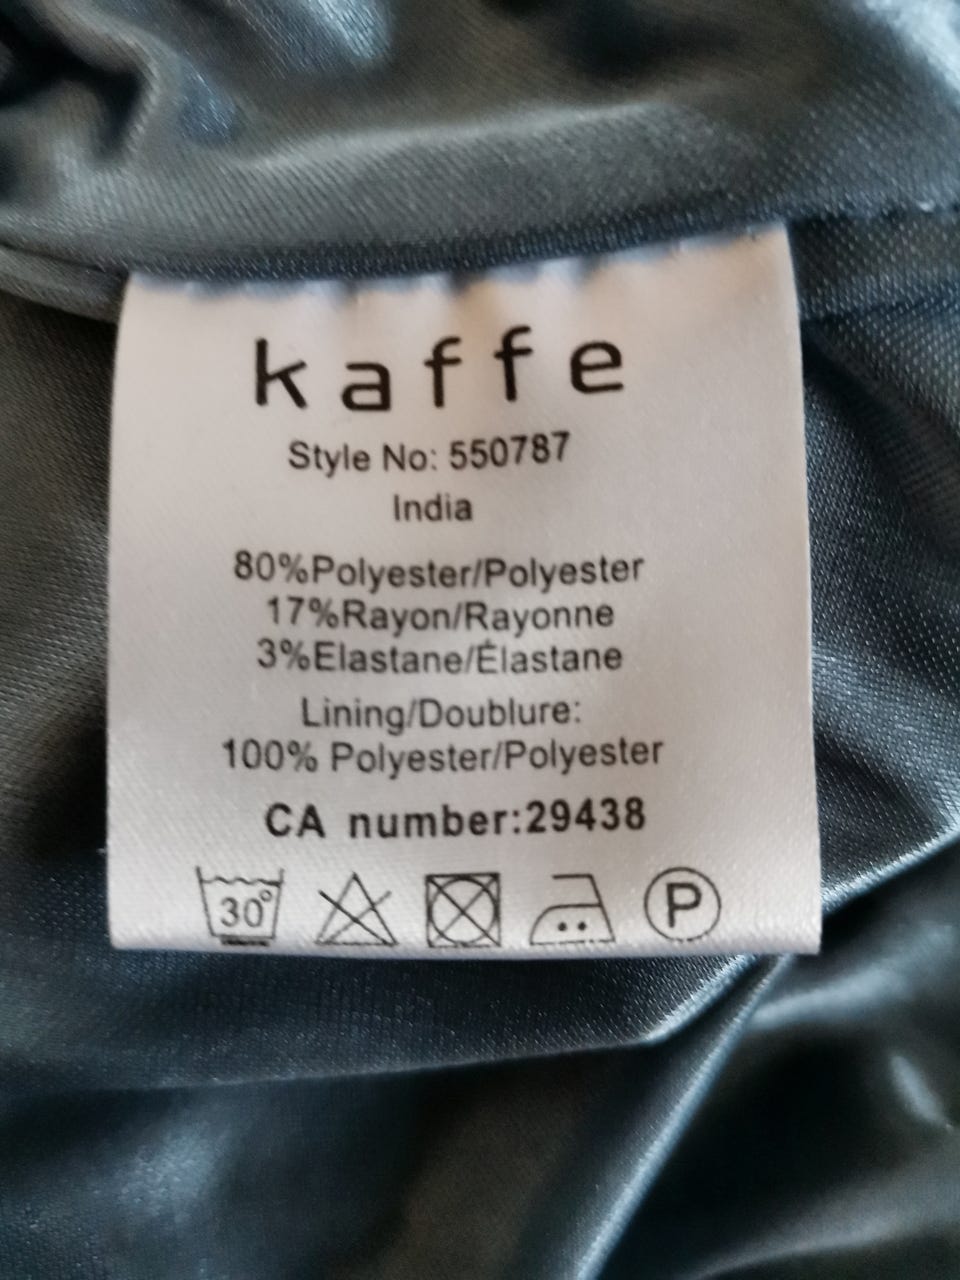 kaffe
Style No: 550787
India
80%Polyester/Polyester
17%Rayon/Rayonne
3%Elastane/Élastane
Lining/Doublure:
100% Polyester/Polyester
CA number:29438
30° P